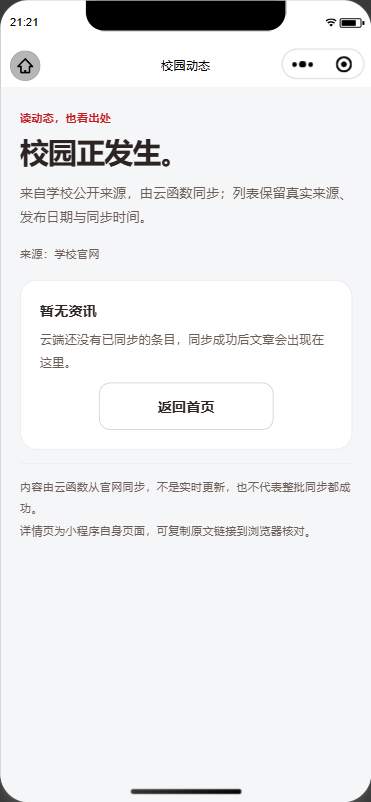 21:21
校园动态
读动态，也看出处
校园正发生。
来自学校公开来源，由云函数同步；列表保留真实来源、
发布日期与同步时间。
来源：学校官网
暂无资讯
云端还没有已同步的条目，同步成功后文章会出现在
这里。
返回首页
内容由云函数从官网同步，不是实时更新，也不代表整批同步都成
功。
详情页为小程序自身页面，可复制原文链接到浏览器核对。